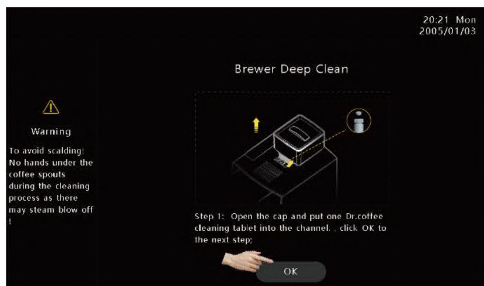 20:21 Mon
2005/01/03
Brewer Deep Clean
Warning
To avoid scalding:
No hands under the
coffee spouts
during the cleaning
process as there
may steam blow off
!
Step 1: Open the cap and put one Dr.coffee
cleaning tablet into the channel. , click OK to
the next step;
OK